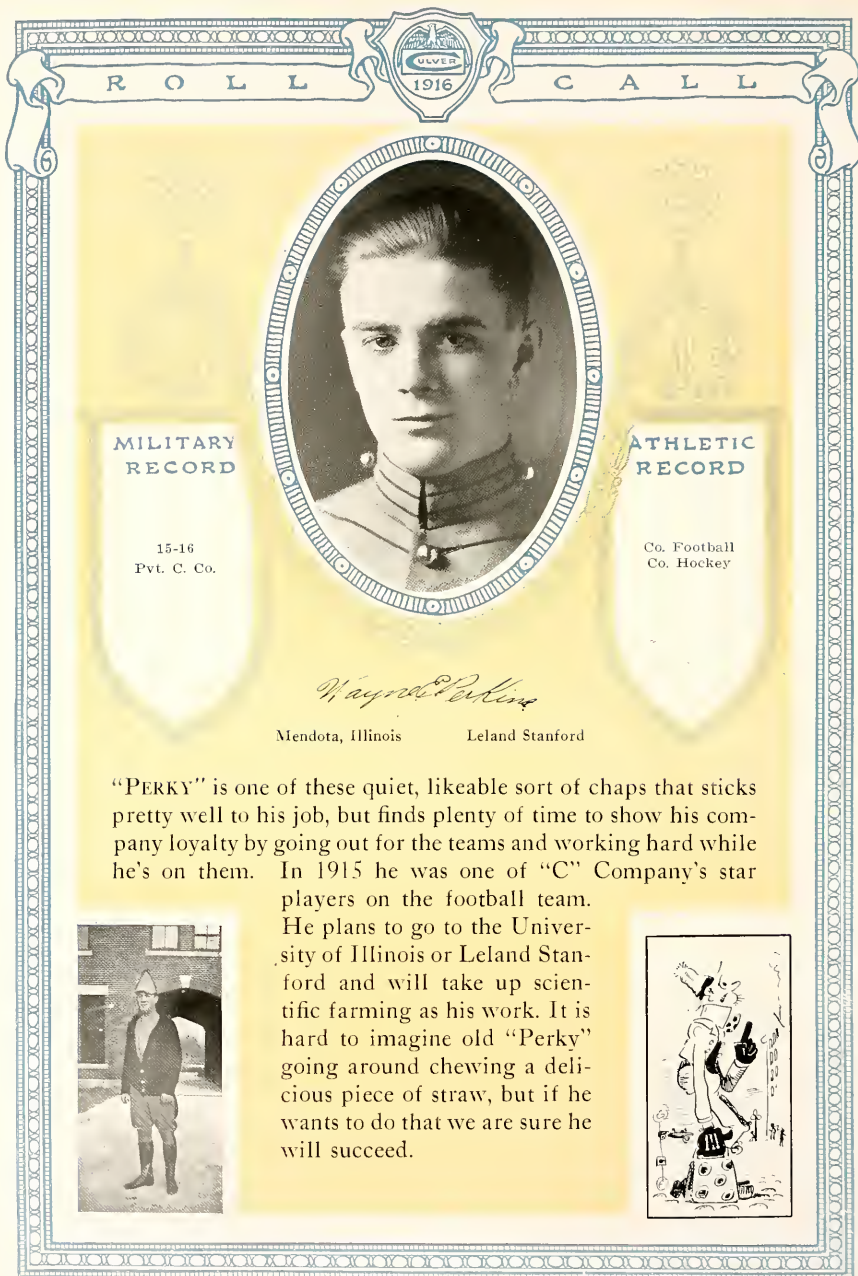 CULVER
1916
ROLL CALL
MILITARY
RECORD
15-16
Pvt. C. Co.
ATHLETIC
RECORD
Co. Football
Co. Hockey
Wayne E Perkins
Mendota, Illinois Leland Stanford
"PERKY" is one of these quiet, likeable sort of chaps that sticks
pretty well to his job, but finds plenty of time to show his com-
pany loyalty by going out for the teams and working hard while
he's on them. In 1915 he was one of "C" Company's star
players on the football team.
He plans to go to the Univer-
sity of Illinois or Leland Stan-
ford and will take up scien-
tific farming as his work. It is
hard to imagine old "Perky"
going around chewing a deli-
cious piece of straw, but if he
wants to do that we are sure he
will succeed.